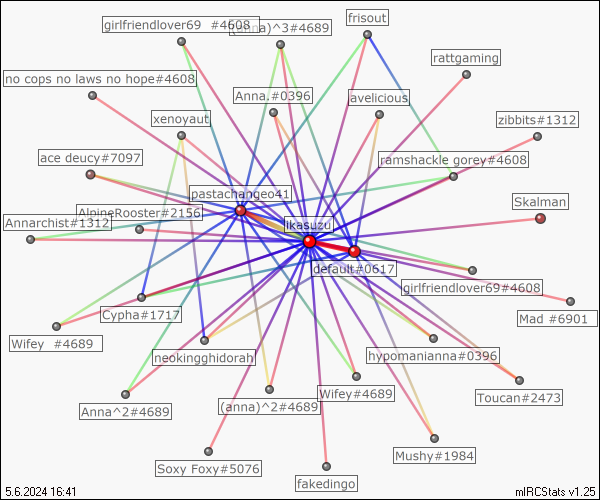 girlfriendlover69 #4608
(anna)^3#4689
frisout
rattgaming
no cops no laws no hope#4608
Anna.#0396
avelicious
xenoyaut
zibbits#1312
ace deucy#7097
ramshackle gorey#4608
pastachangeo41
Skalman
AlpineRooster#2156
Annarchist#1312
likasuzu
default#0617
girlfriendlover69#4608
Cypha#1717
Mad #6901
Wifey #4689
neokingghidorah
hypomanianna#0396
Wifey#4689
Toucan#2473
Anna^2#4689
(anna)^2#4689
Mushy#1984
Soxy Foxy#5076
fakedingo
5.6.2024 16:41
mIRCStats v1.25